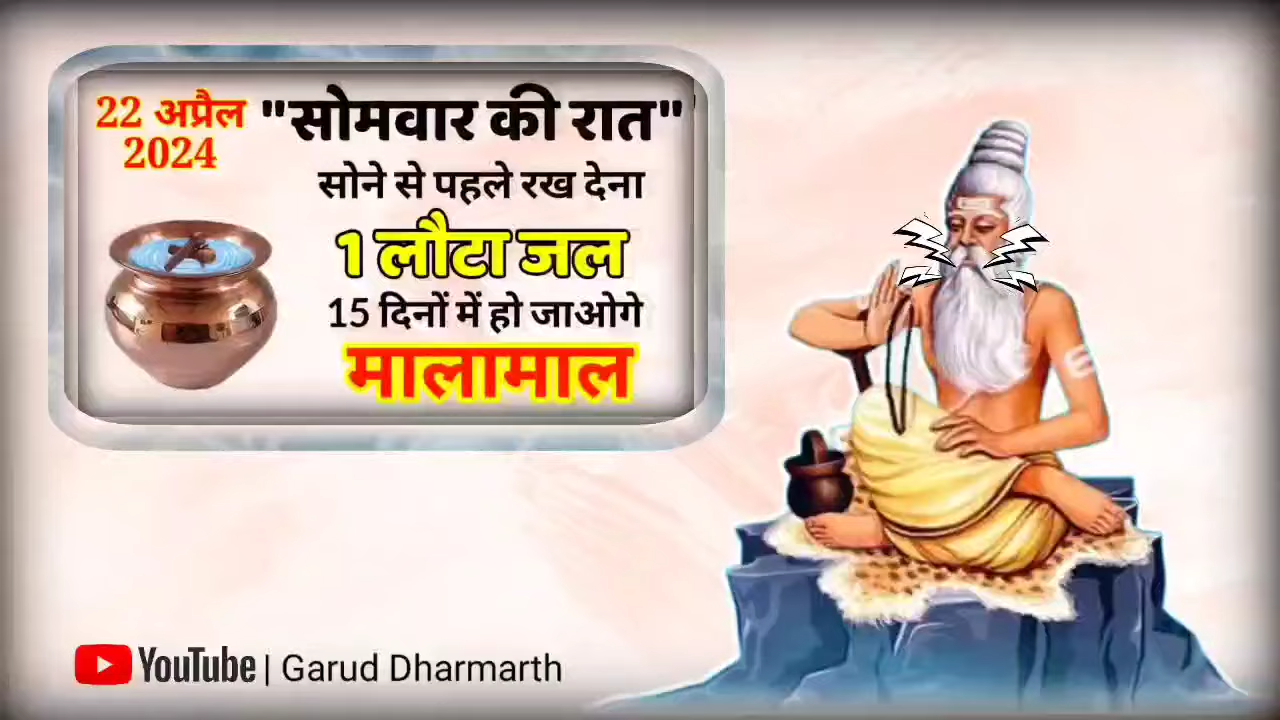 22 अप्रैल
2024
"सोमवार की रात"
सोने से पहले रख देना
1 लौटा जल
15 दिनों में हो जाओगे
मालामाल
YouTube | Garud Dharmarth